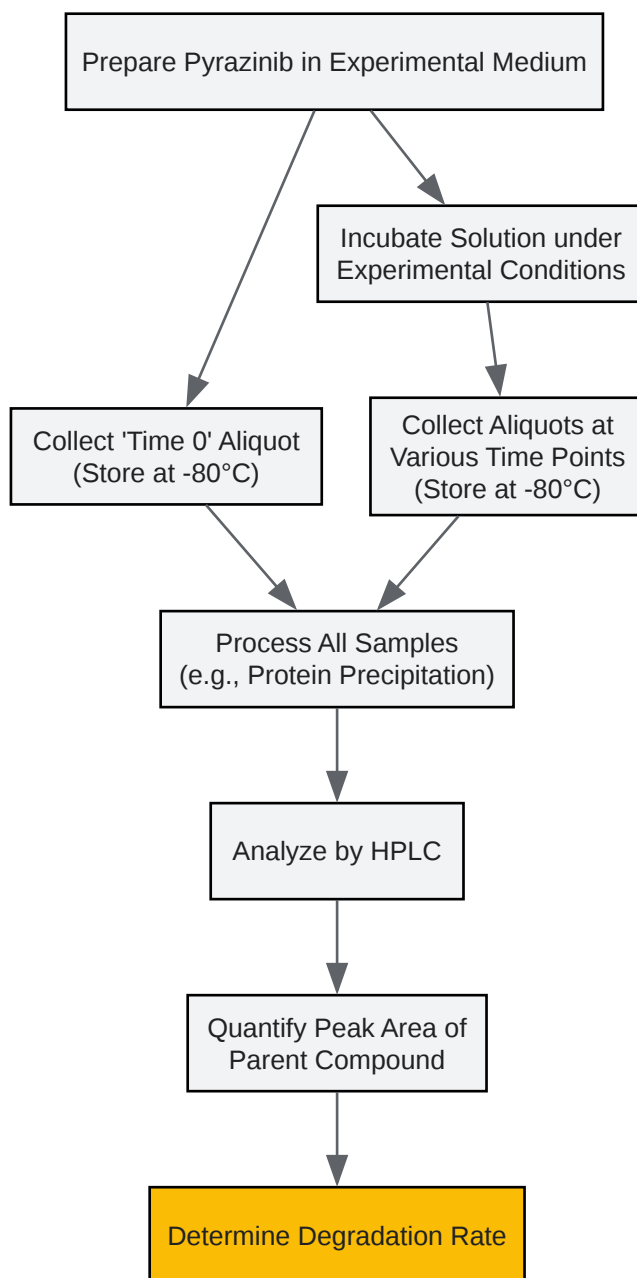 Prepare Pyrazinib in Experimental Medium
Incubate Solution under
Experimental Conditions
Collect 'Time 0' Aliquot
(Store at -80°C)
Collect Aliquots at
Various Time Points
(Store at -80°C)
Process All Samples
(e.g., Protein Precipitation)
Analyze by HPLC
Quantify Peak Area of
Parent Compound
Determine Degradation Rate